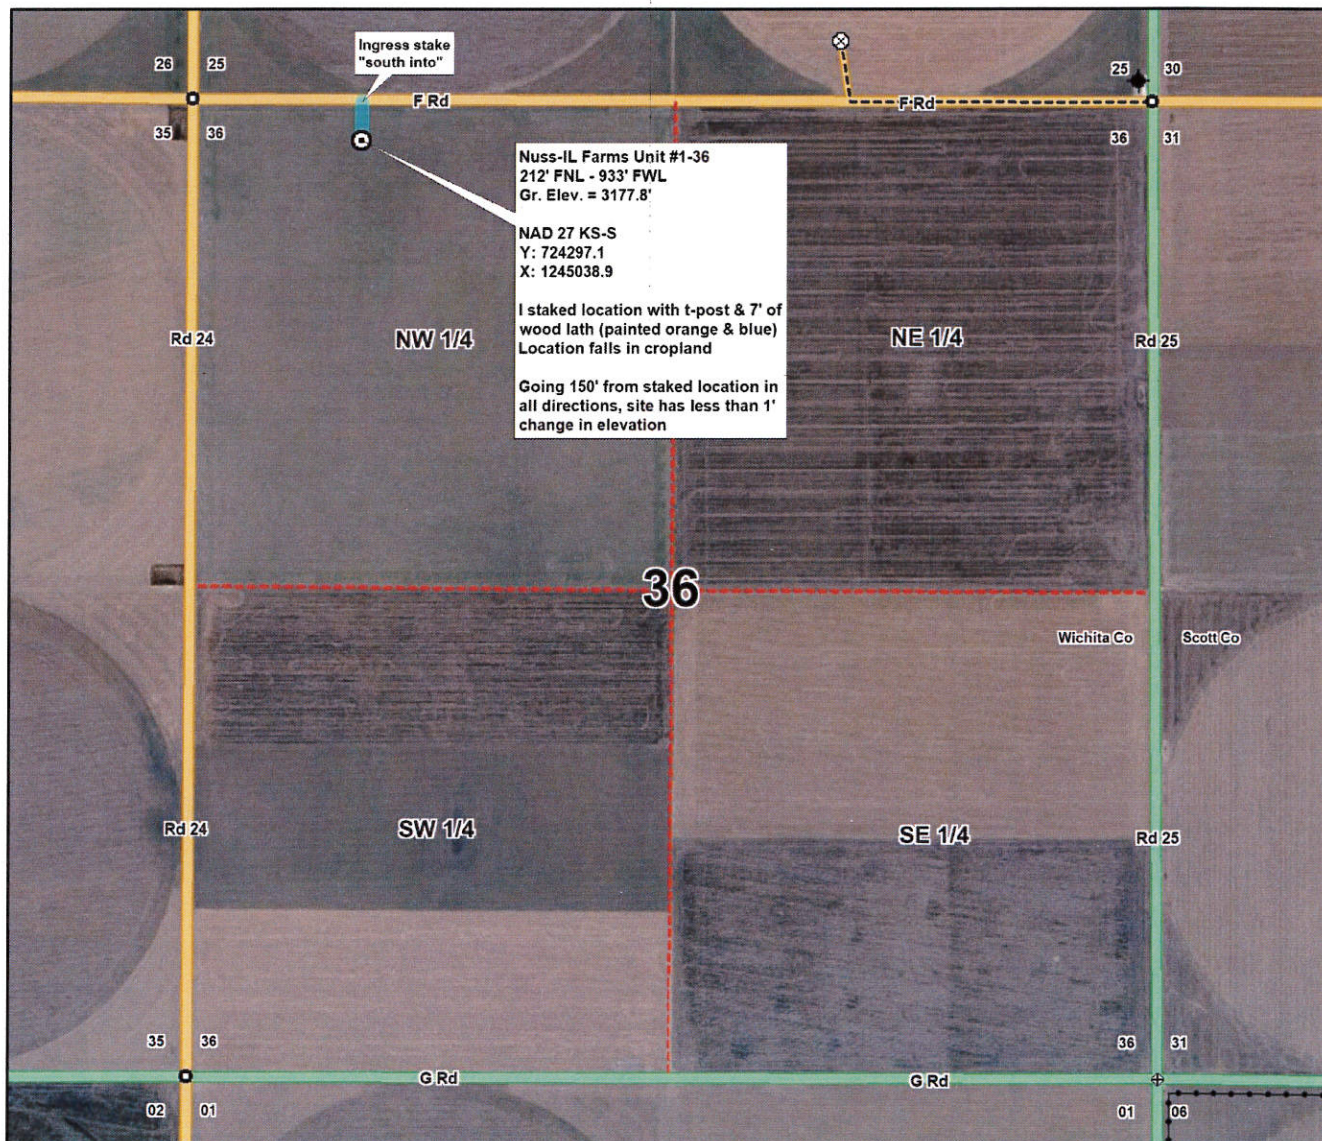 Ingress stake
"south into"
26 25
25 30
F Rd
F Rd
35 36
36 31
Nuss-IL Farms Unit #1-36
212' FNL - 933' FWL
Gr. Elev. = 3177.8'
NAD 27 KS-S
Y: 724297.1
X: 1245038.9
I staked location with t-post & 7' of
wood lath (painted orange & blue)
Location falls in cropland
Going 150' from staked location in
all directions, site has less than 1'
change in elevation
Rd 24
NW 1/4
NE 1/4
Rd 25
36
Wichita Co
Scott Co
Rd 24
SW 1/4
SE 1/4
Rd 25
35 36
36 31
G Rd
G Rd
02 01
01 06